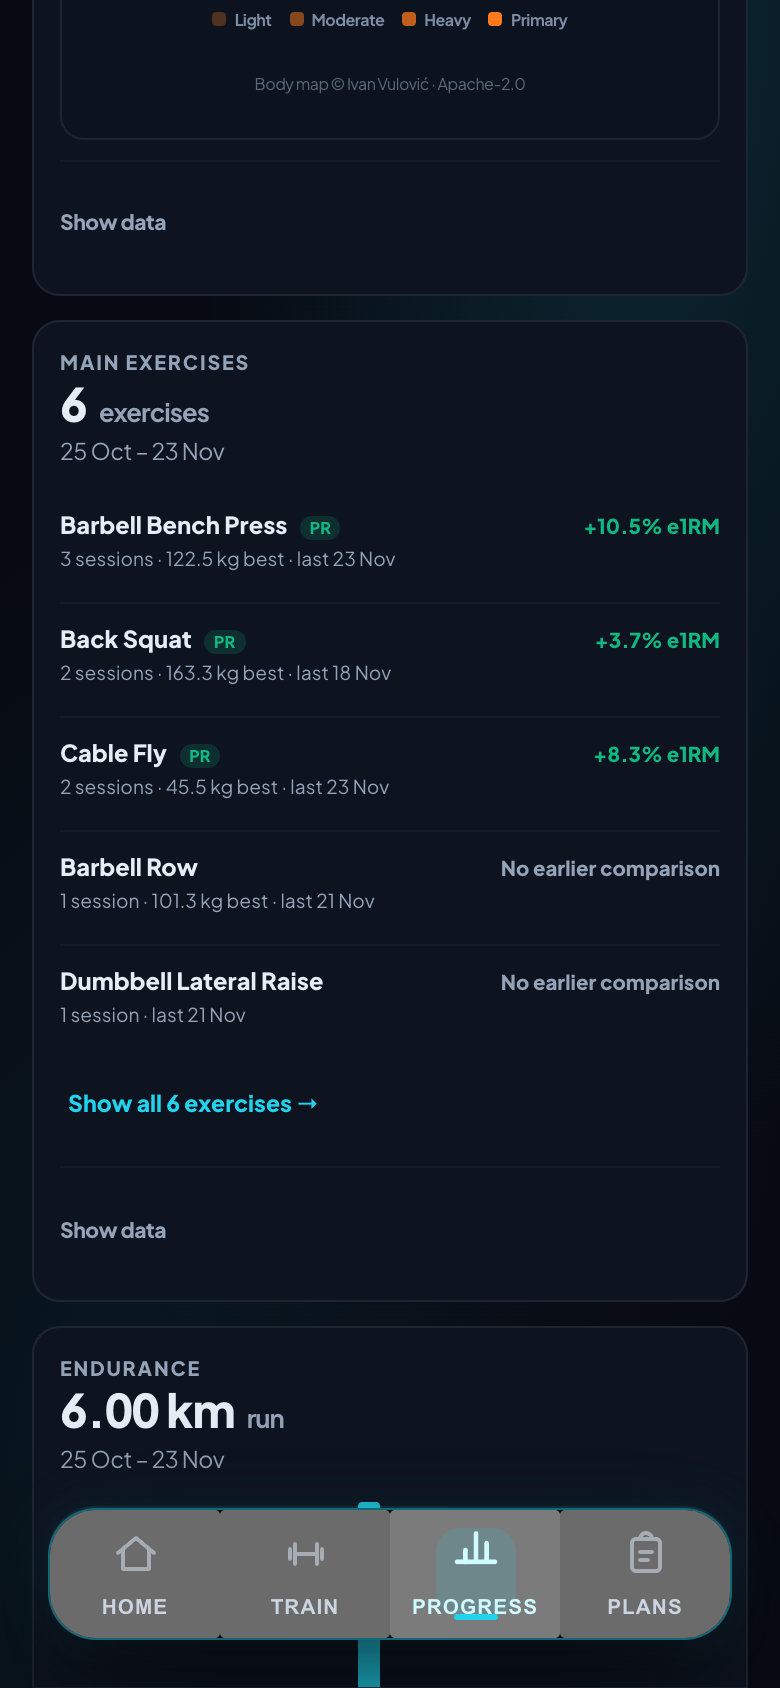 Light Moderate Heavy Primary
Body map © Ivan Vulović · Apache-2.0
Show data
MAIN EXERCISES
6 exercises
25 Oct – 23 Nov
Barbell Bench Press PR +10.5% e1RM
3 sessions · 122.5 kg best · last 23 Nov
Back Squat PR +3.7% e1RM
2 sessions · 163.3 kg best · last 18 Nov
Cable Fly PR +8.3% e1RM
2 sessions · 45.5 kg best · last 23 Nov
Barbell Row No earlier comparison
1 session · 101.3 kg best · last 21 Nov
Dumbbell Lateral Raise No earlier comparison
1 session · last 21 Nov
Show all 6 exercises →
Show data
ENDURANCE
6.00 km run
25 Oct – 23 Nov
HOME TRAIN PROGRESS PLANS